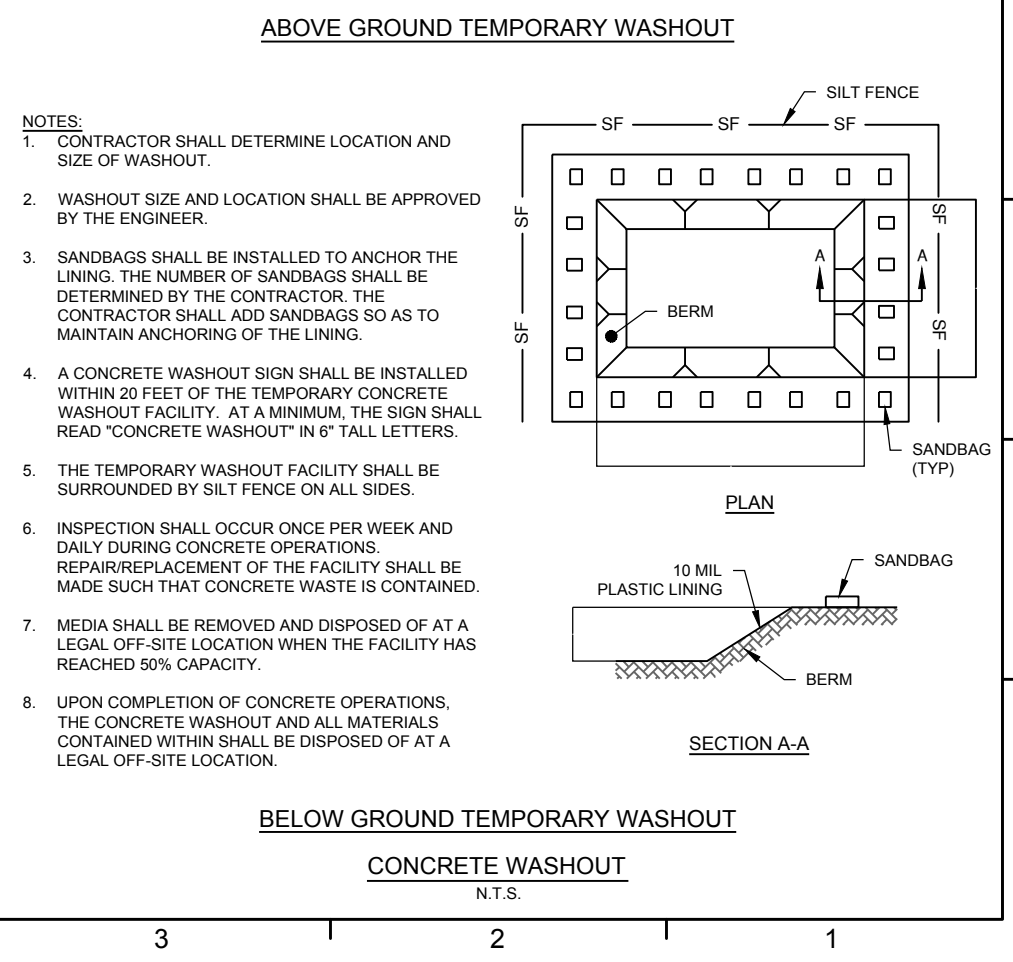 ABOVE GROUND TEMPORARY WASHOUT
NOTES:
1. CONTRACTOR SHALL DETERMINE LOCATION AND
SIZE OF WASHOUT.
2. WASHOUT SIZE AND LOCATION SHALL BE APPROVED
BY THE ENGINEER.
3. SANDBAGS SHALL BE INSTALLED TO ANCHOR THE
LINING. THE NUMBER OF SANDBAGS SHALL BE
DETERMINED BY THE CONTRACTOR. THE
CONTRACTOR SHALL ADD SANDBAGS SO AS TO
MAINTAIN ANCHORING OF THE LINING.
4. A CONCRETE WASHOUT SIGN SHALL BE INSTALLED
WITHIN 20 FEET OF THE TEMPORARY CONCRETE
WASHOUT FACILITY. AT A MINIMUM, THE SIGN SHALL
READ "CONCRETE WASHOUT" IN 6" TALL LETTERS.
5. THE TEMPORARY WASHOUT FACILITY SHALL BE
SURROUNDED BY SILT FENCE ON ALL SIDES.
6. INSPECTION SHALL OCCUR ONCE PER WEEK AND
DAILY DURING CONCRETE OPERATIONS.
REPAIR/REPLACEMENT OF THE FACILITY SHALL BE
MADE SUCH THAT CONCRETE WASTE IS CONTAINED.
7. MEDIA SHALL BE REMOVED AND DISPOSED OF AT A
LEGAL OFF-SITE LOCATION WHEN THE FACILITY HAS
REACHED 50% CAPACITY.
8. UPON COMPLETION OF CONCRETE OPERATIONS,
THE CONCRETE WASHOUT AND ALL MATERIALS
CONTAINED WITHIN SHALL BE DISPOSED OF AT A
LEGAL OFF-SITE LOCATION.
SILT FENCE
SF SF SF
SF
SF
A A
BERM
SF
SF
SANDBAG
(TYP)
PLAN
SANDBAG
10 MIL
PLASTIC LINING
BERM
SECTION A-A
BELOW GROUND TEMPORARY WASHOUT
CONCRETE WASHOUT
N.T.S.
3 2 1